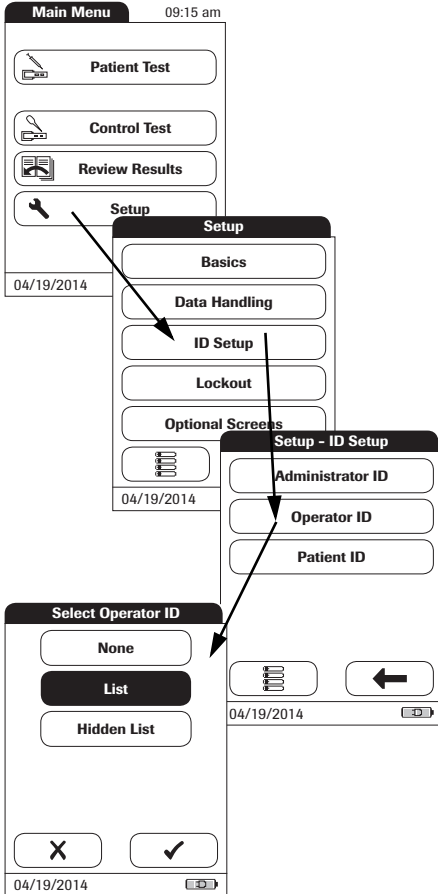 Main Menu 09:15 am
Patient Test
Control Test
Review Results
Setup
04/19/2014
Setup
Basics
Data Handling
ID Setup
Lockout
Optional Screens
04/19/2014
Setup - ID Setup
Administrator ID
Operator ID
Patient ID
04/19/2014
Select Operator ID
None
List
Hidden List
04/19/2014